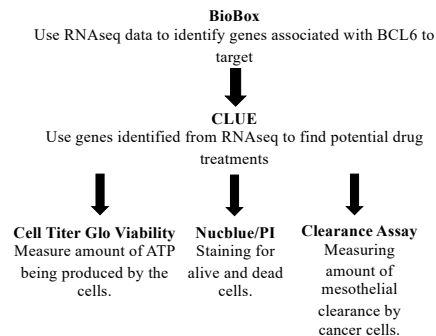 BioBox
Use RNAseq data to identify genes associated with BCL6 to
target
CLUE
Use genes identified from RNAseq to find potential drug
treatments
Cell Titer Glo Viability
Measure amount of ATP
being produced by the
cells.
Nucblue/PI
Staining for
alive and dead
cells.
Clearance Assay
Measuring
amount of
mesothelial
clearance by
cancer cells.